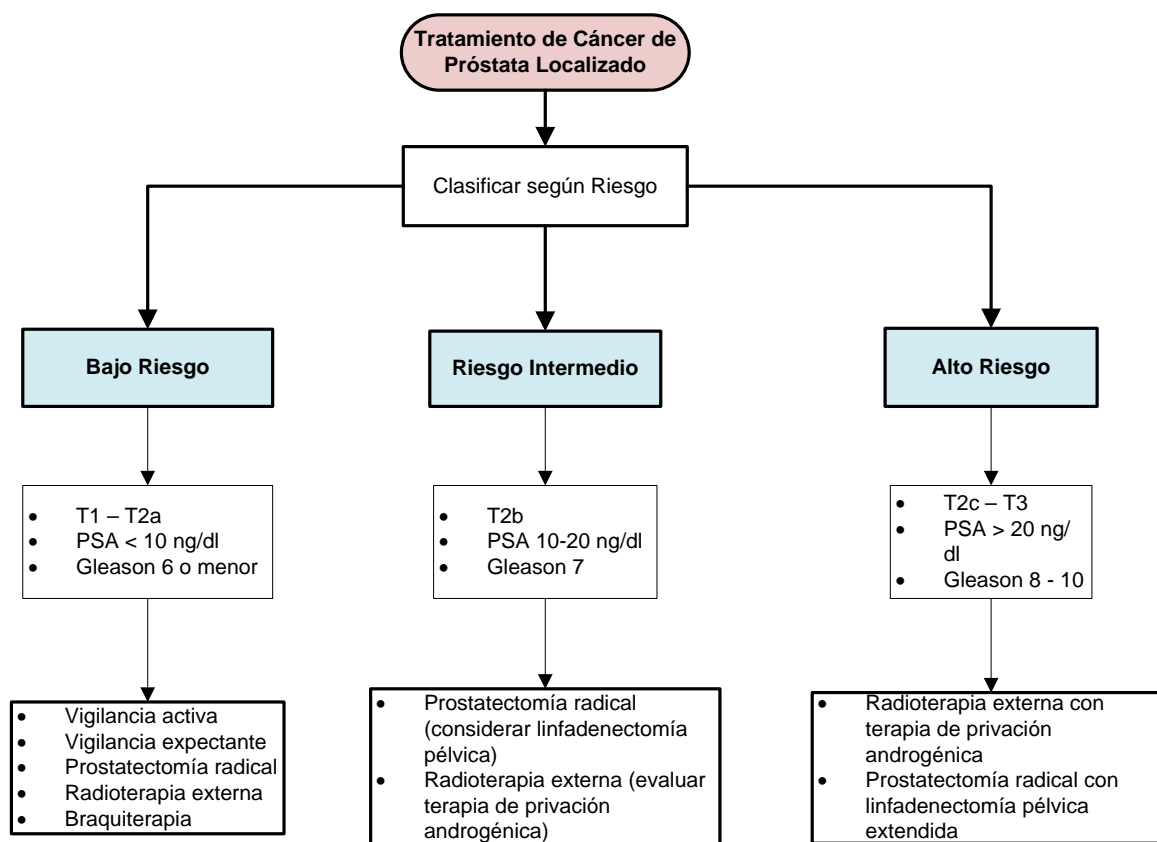 Tratamiento de Cáncer de
Próstata Localizado
Clasificar según Riesgo
Bajo Riesgo
Riesgo Intermedio
Alto Riesgo
• T1 – T2a
• PSA < 10 ng/dl
• Gleason 6 o menor
• T2b
• PSA 10-20 ng/dl
• Gleason 7
• T2c – T3
• PSA > 20 ng/
dl
• Gleason 8 - 10
• Vigilancia activa
• Vigilancia expectante
• Prostatectomía radical
• Radioterapia externa
• Braquiterapia
• Prostatectomía radical
(considerar linfadenectomía
pélvica)
• Radioterapia externa (evaluar
terapia de privación
androgénica)
• Radioterapia externa con
terapia de privación
androgénica
• Prostatectomía radical con
linfadenectomía pélvica
extendida